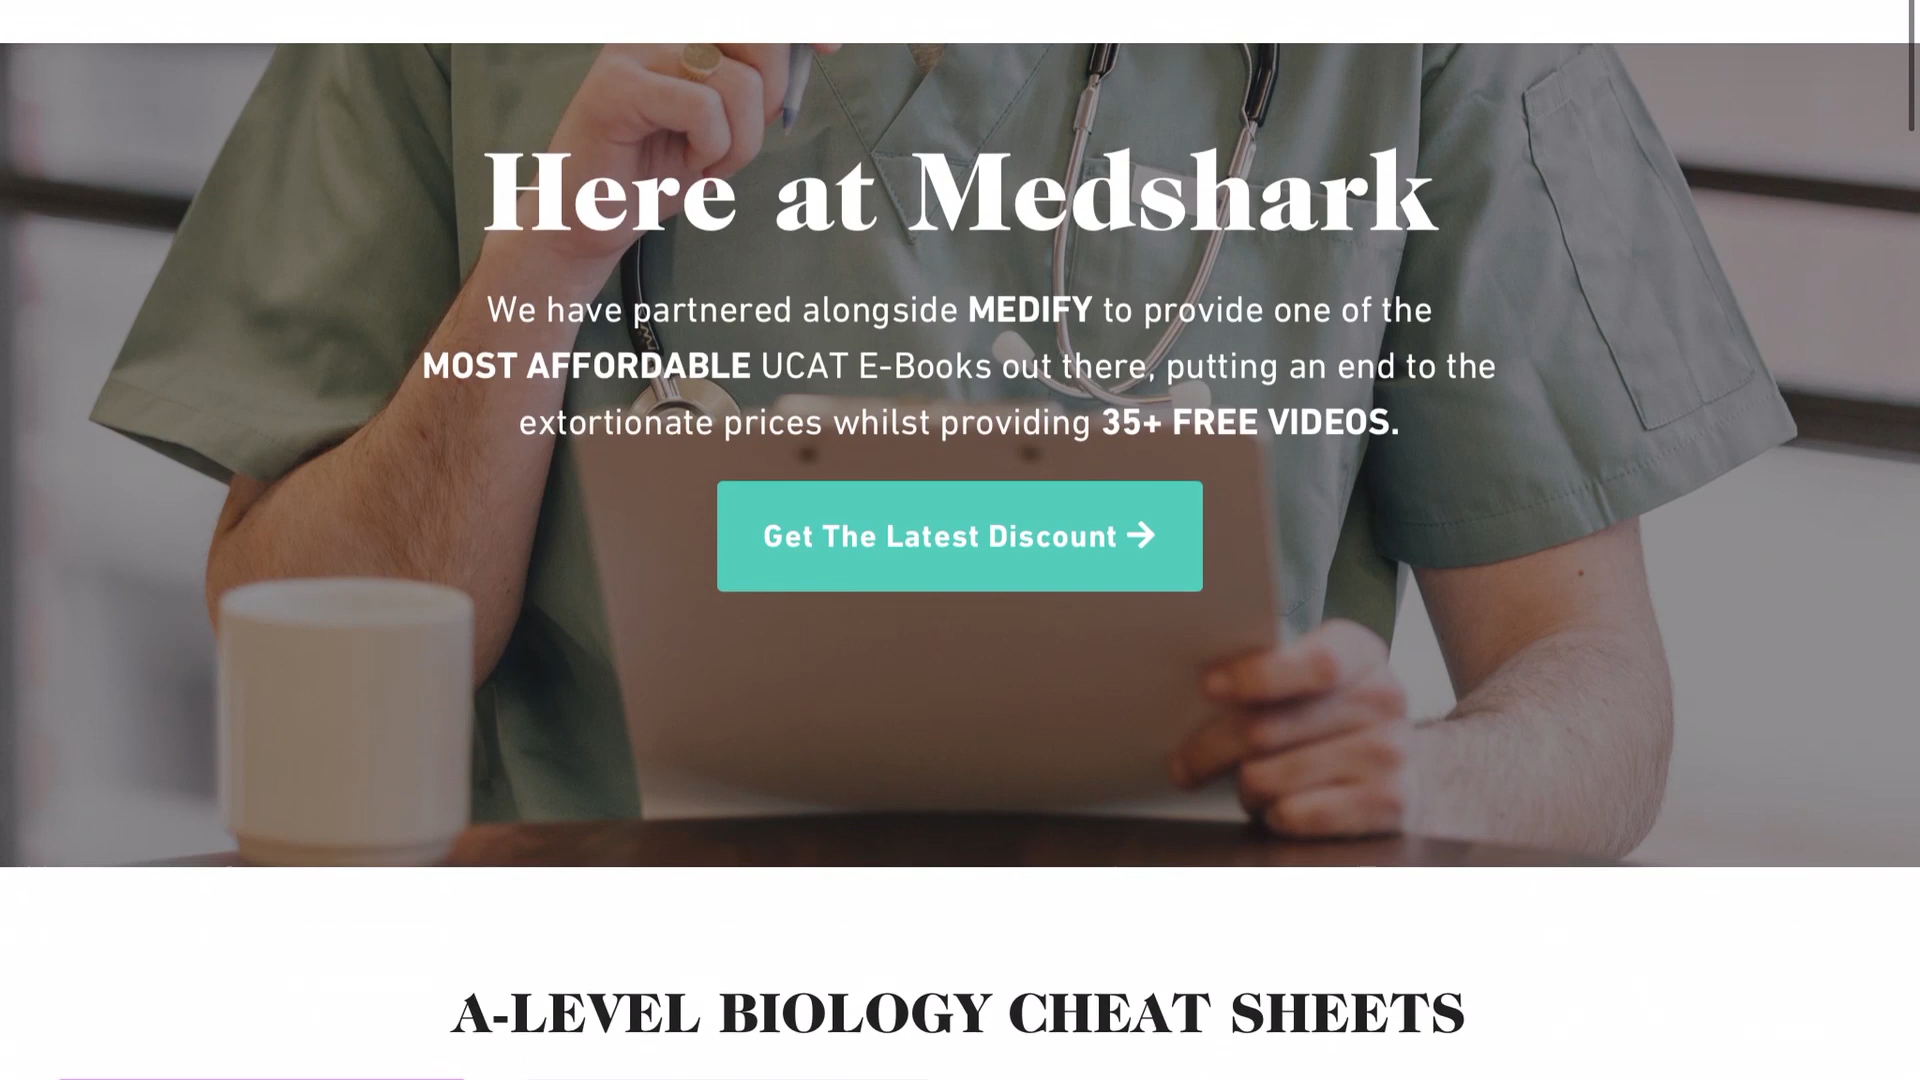 Here at Medshark
We have partnered alongside MEDIFY to provide one of the
MOST AFFORDABLE UCAT E-Books out there, putting an end to the
extortionate prices whilst providing 35+ FREE VIDEOS.
Get The Latest Discount →
A-LEVEL BIOLOGY CHEAT SHEETS